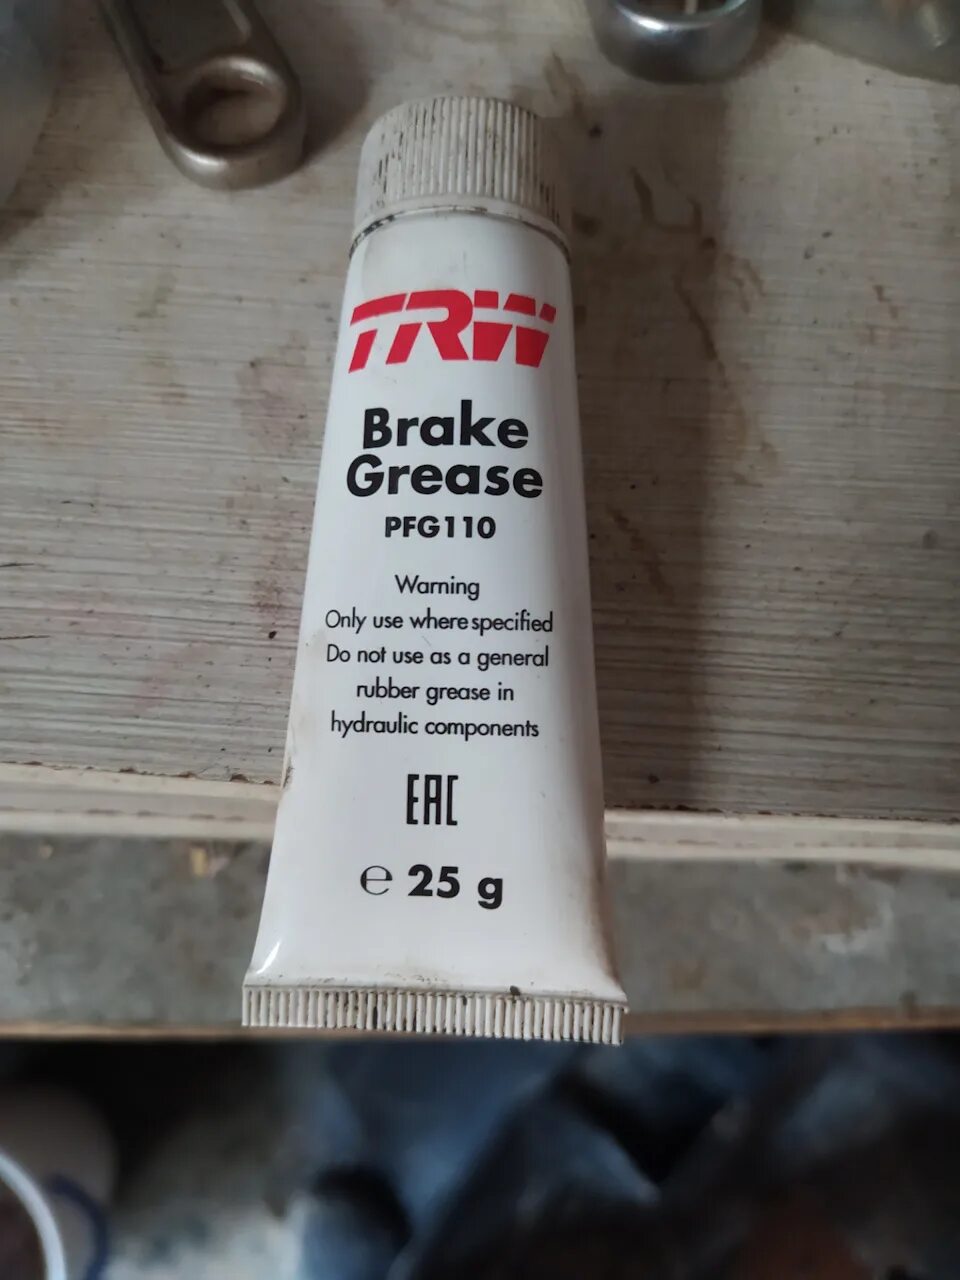 TRW
Brake
Grease
PFG110
Warning
Only use where specified
Do not use as a general
rubber grease in
hydraulic components
EAC
℮ 25 g